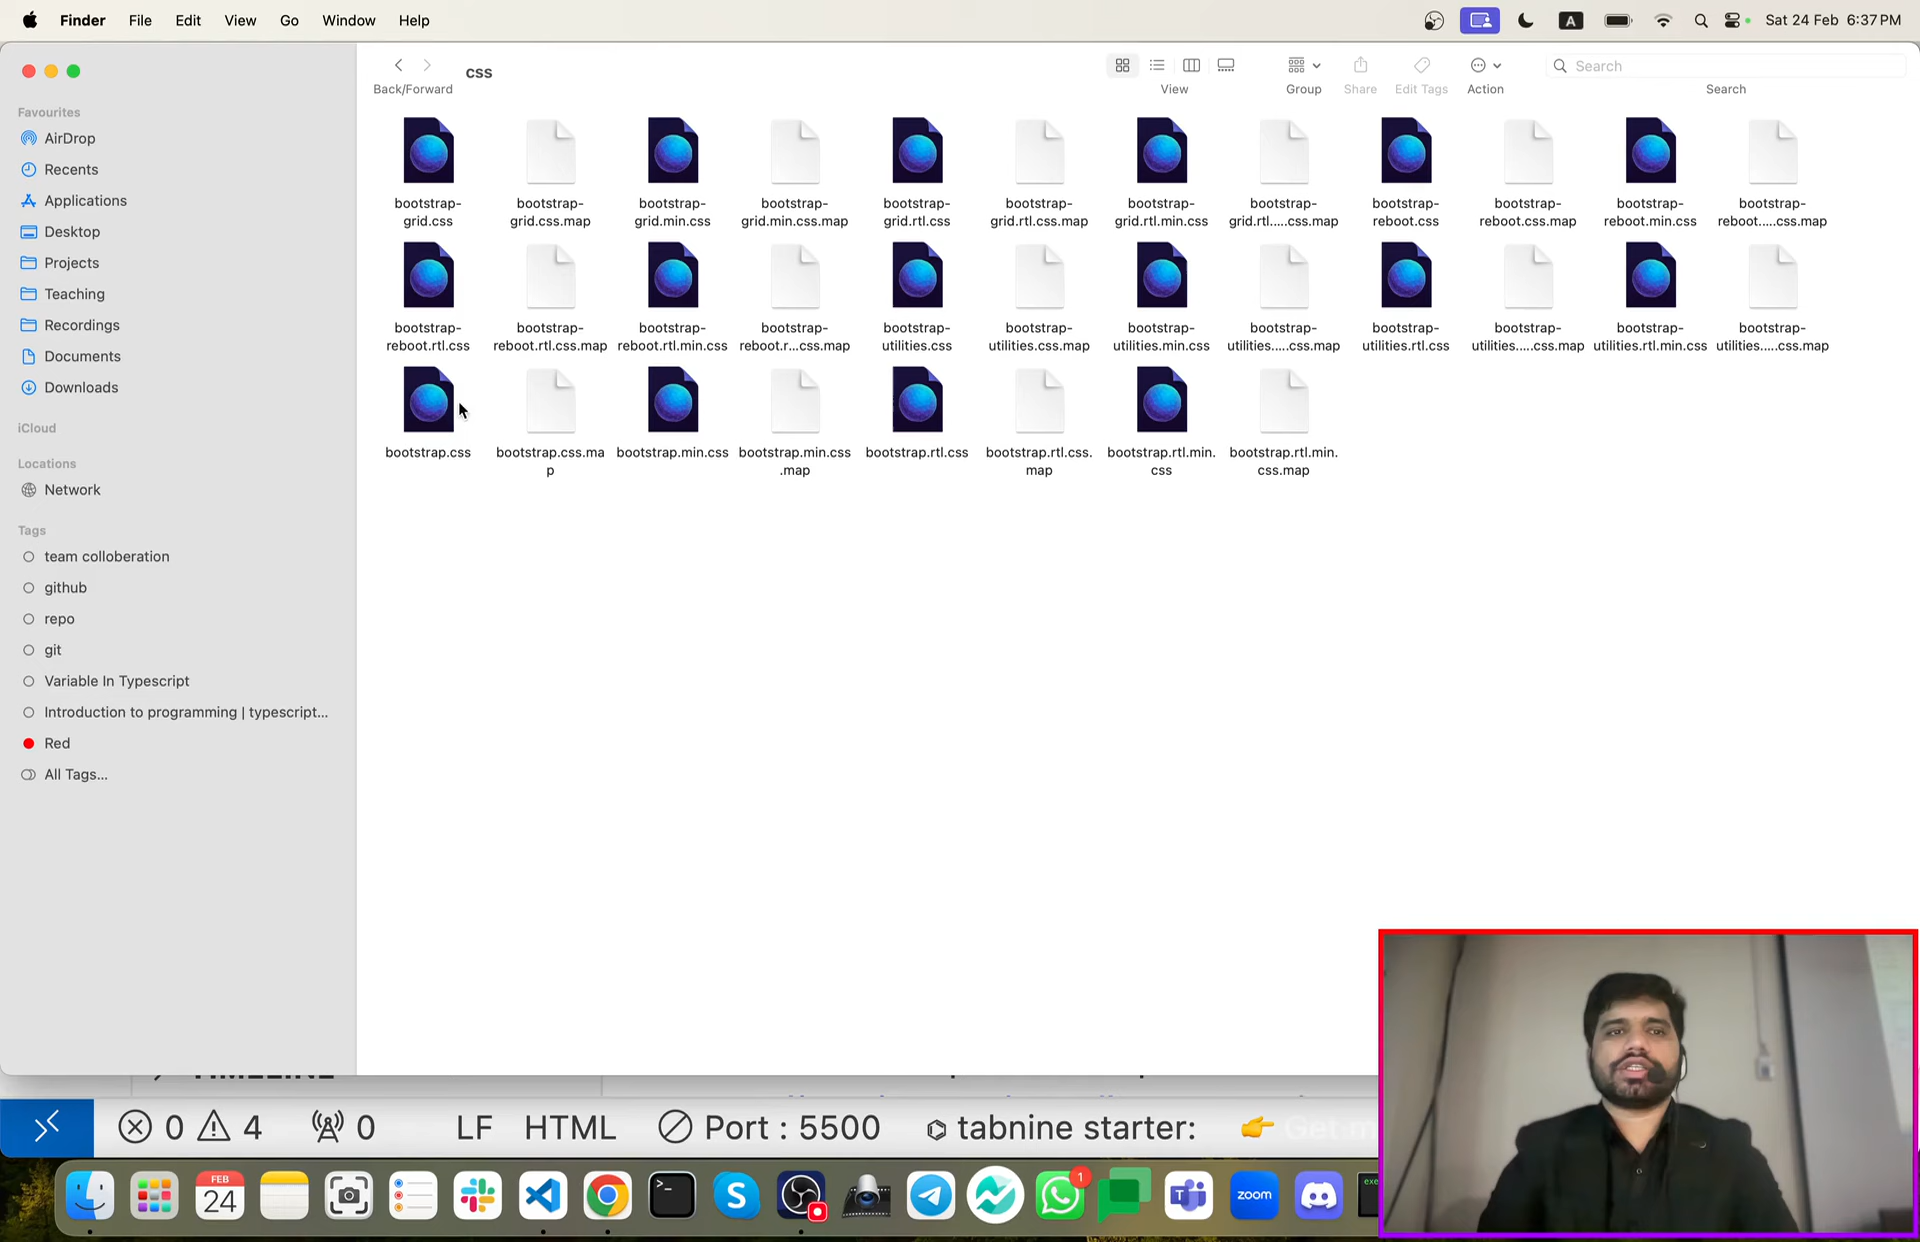 Finder File Edit View Go Window Help
A Sat 24 Feb 6:37 PM
css
Back/Forward
View
Group
Share
Edit Tags
Action
Search
Search
Favourites
AirDrop
Recents
Applications
Desktop
Projects
Teaching
Recordings
Documents
Downloads
iCloud
Locations
Network
Tags
team colloberation
github
repo
git
Variable In Typescript
Introduction to programming | typescript...
Red
All Tags...
bootstrap-
grid.css
bootstrap-
grid.css.map
bootstrap-
grid.min.css
bootstrap-
grid.min.css.map
bootstrap-
grid.rtl.css
bootstrap-
grid.rtl.css.map
bootstrap-
grid.rtl.min.css
bootstrap-
grid.rtl.....css.map
bootstrap-
reboot.css
bootstrap-
reboot.css.map
bootstrap-
reboot.min.css
bootstrap-
reboot.....css.map
bootstrap-
reboot.rtl.css
bootstrap-
reboot.rtl.css.map
bootstrap-
reboot.rtl.min.css
bootstrap-
reboot.r...css.map
bootstrap-
utilities.css
bootstrap-
utilities.css.map
bootstrap-
utilities.min.css
bootstrap-
utilities.....css.map
bootstrap-
utilities.rtl.css
bootstrap-
utilities.....css.map
bootstrap-
utilities.rtl.min.css
bootstrap-
utilities.....css.map
bootstrap.css
bootstrap.css.ma
p
bootstrap.min.css
bootstrap.min.css
.map
bootstrap.rtl.css
bootstrap.rtl.css.
map
bootstrap.rtl.min.
css
bootstrap.rtl.min.
css.map
TIMELINE
0 4 0 LF HTML Port : 5500 tabnine starter: Get m
FEB
24
1
zoom
exe